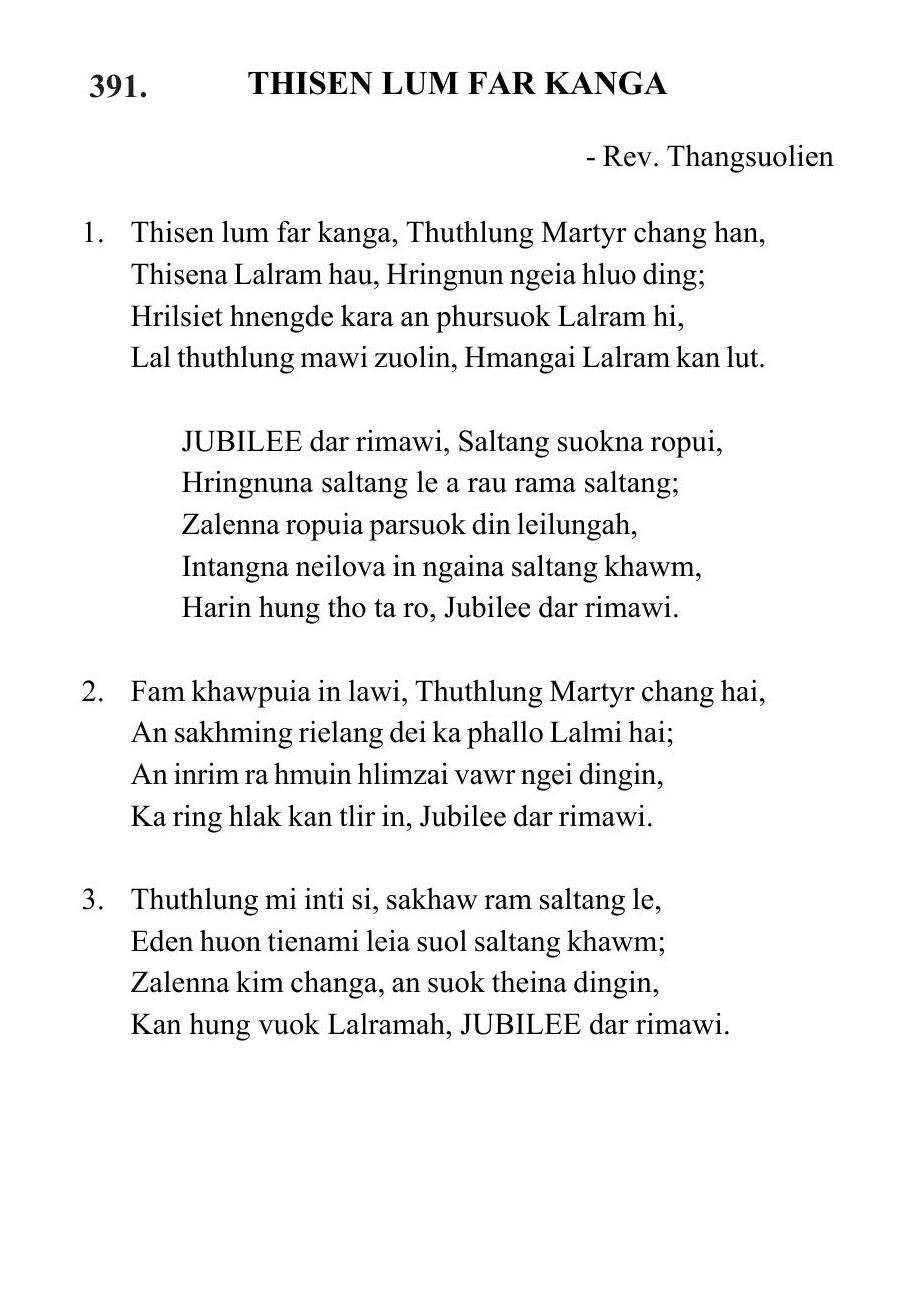 391. THISEN LUM FAR KANGA
- Rev. Thangsuolien
1. Thisen lum far kanga, Thuthlung Martyr chang han,
Thisena Lalram hau, Hringnun ngeia hluo ding;
Hrilsiet hnengde kara an phursuok Lalram hi,
Lal thuthlung mawi zuolin, Hmangai Lalram kan lut.
JUBILEE dar rimawi, Saltang suokna ropui,
Hringnuna saltang le a rau rama saltang;
Zalenna ropuia parsuok din leilungah,
Intangna neilova in ngaina saltang khawm,
Harin hung tho ta ro, Jubilee dar rimawi.
2. Fam khawpuia in lawi, Thuthlung Martyr chang hai,
An sakhming rielang dei ka phallo Lalmi hai;
An inrim ra hmuin hlimzai vawr ngei dingin,
Ka ring hlak kan tlir in, Jubilee dar rimawi.
3. Thuthlung mi inti si, sakhaw ram saltang le,
Eden huon tienami leia suol saltang khawm;
Zalenna kim changa, an suok theina dingin,
Kan hung vuok Lalramah, JUBILEE dar rimawi.